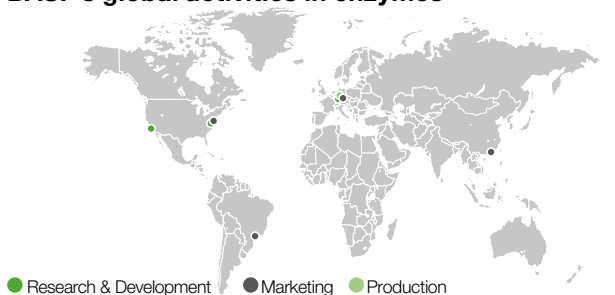 BASF's global activities in enzymes
Research & Development Marketing Production